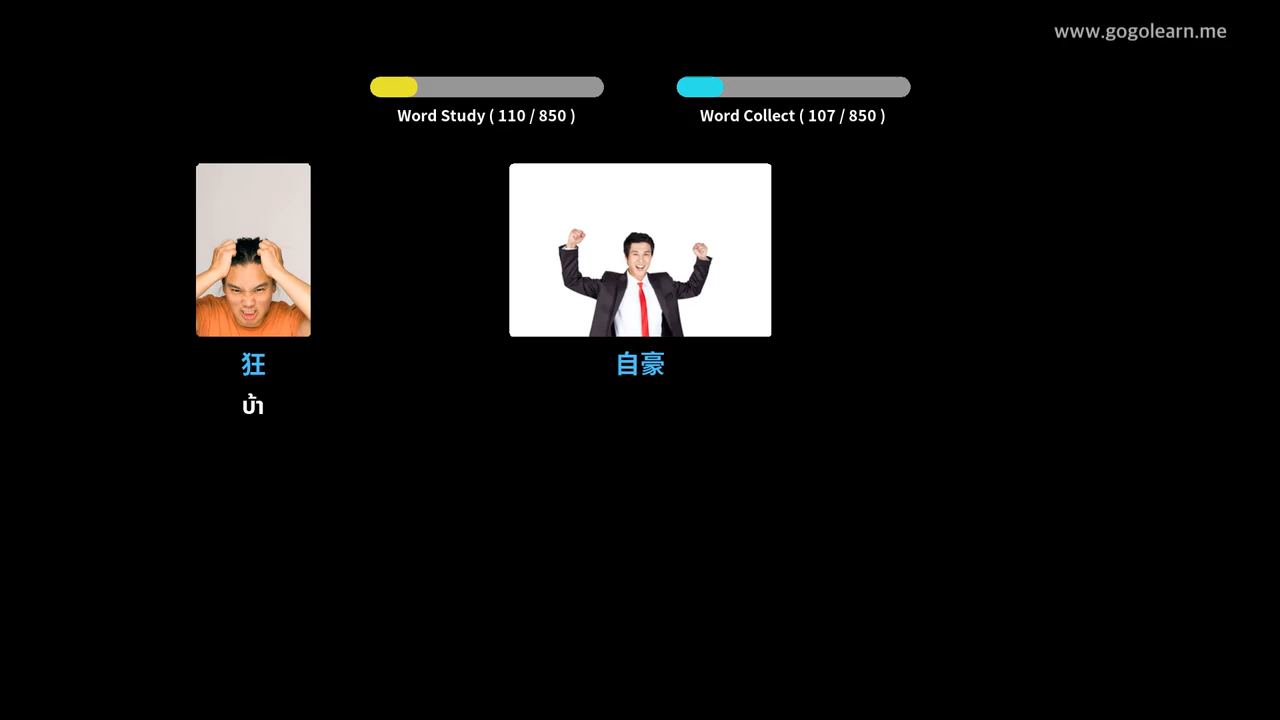 www.gogolearn.me
Word Study ( 110 / 850 )
Word Collect ( 107 / 850 )
狂
自豪
บ้า